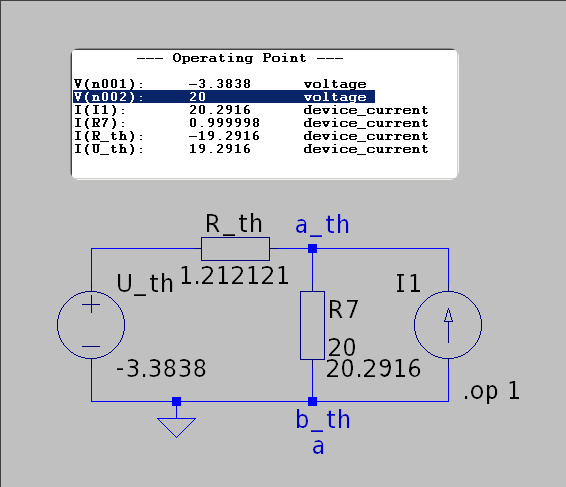 --- Operating Point ---
V(n001): -3.3838 voltage
V(n002): 20 voltage
I(I1): 20.2916 device_current
I(R7): 0.999998 device_current
I(R_th): -19.2916 device_current
I(U_th): 19.2916 device_current
R_th
a_th
U_th
1.212121
I1
R7
20
-3.3838
20.2916
.op 1
b_th
a